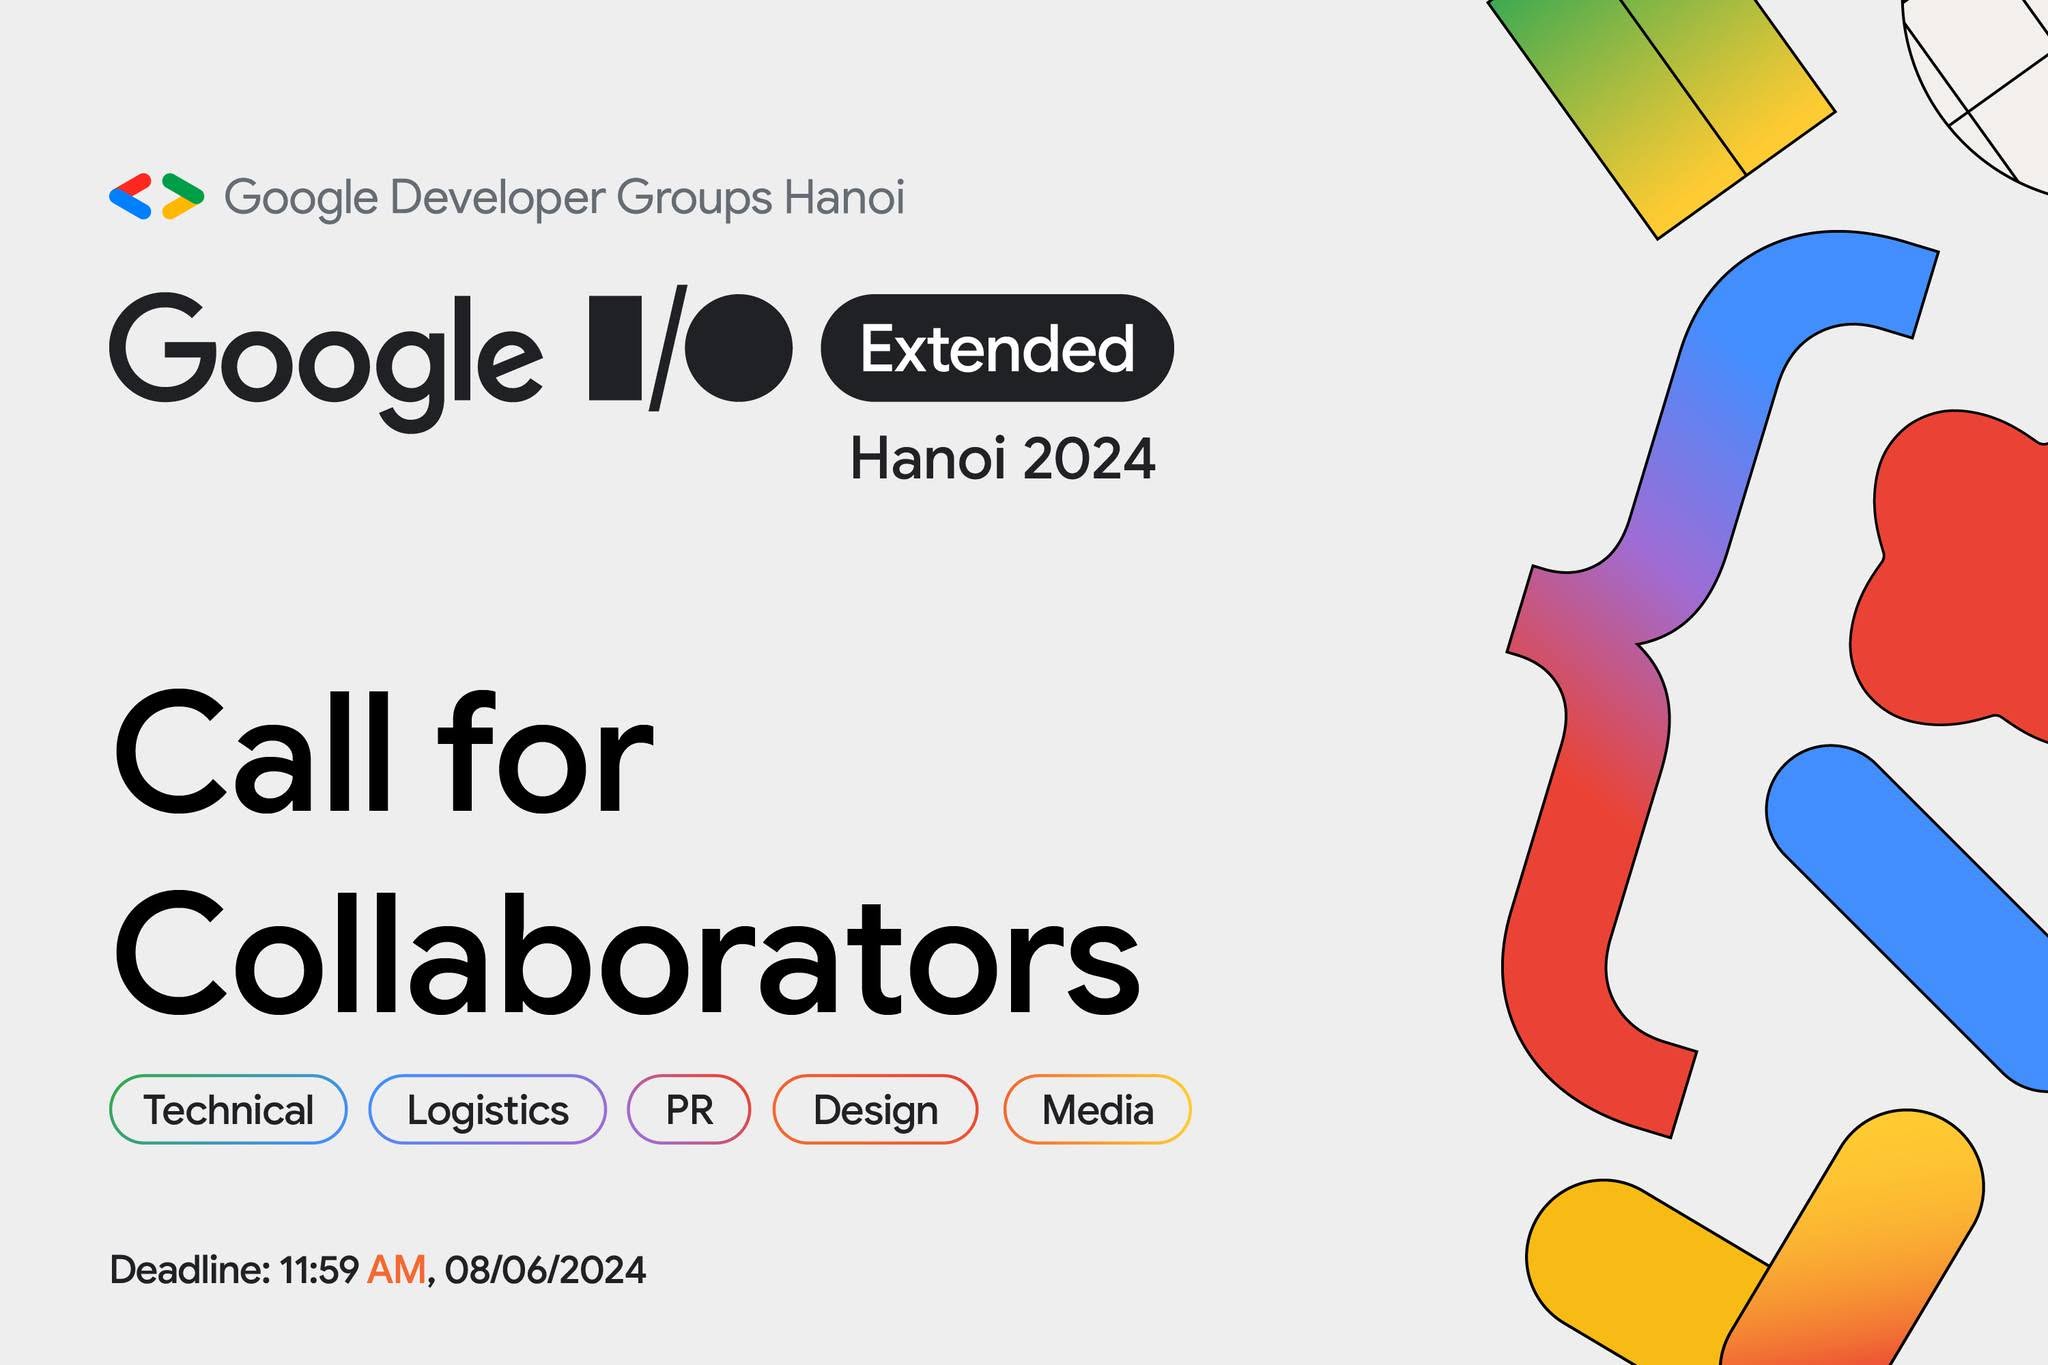 Google Developer Groups Hanoi
Google I/O Extended
Hanoi 2024
Call for
Collaborators
Technical Logistics PR Design Media
Deadline: 11:59 AM, 08/06/2024